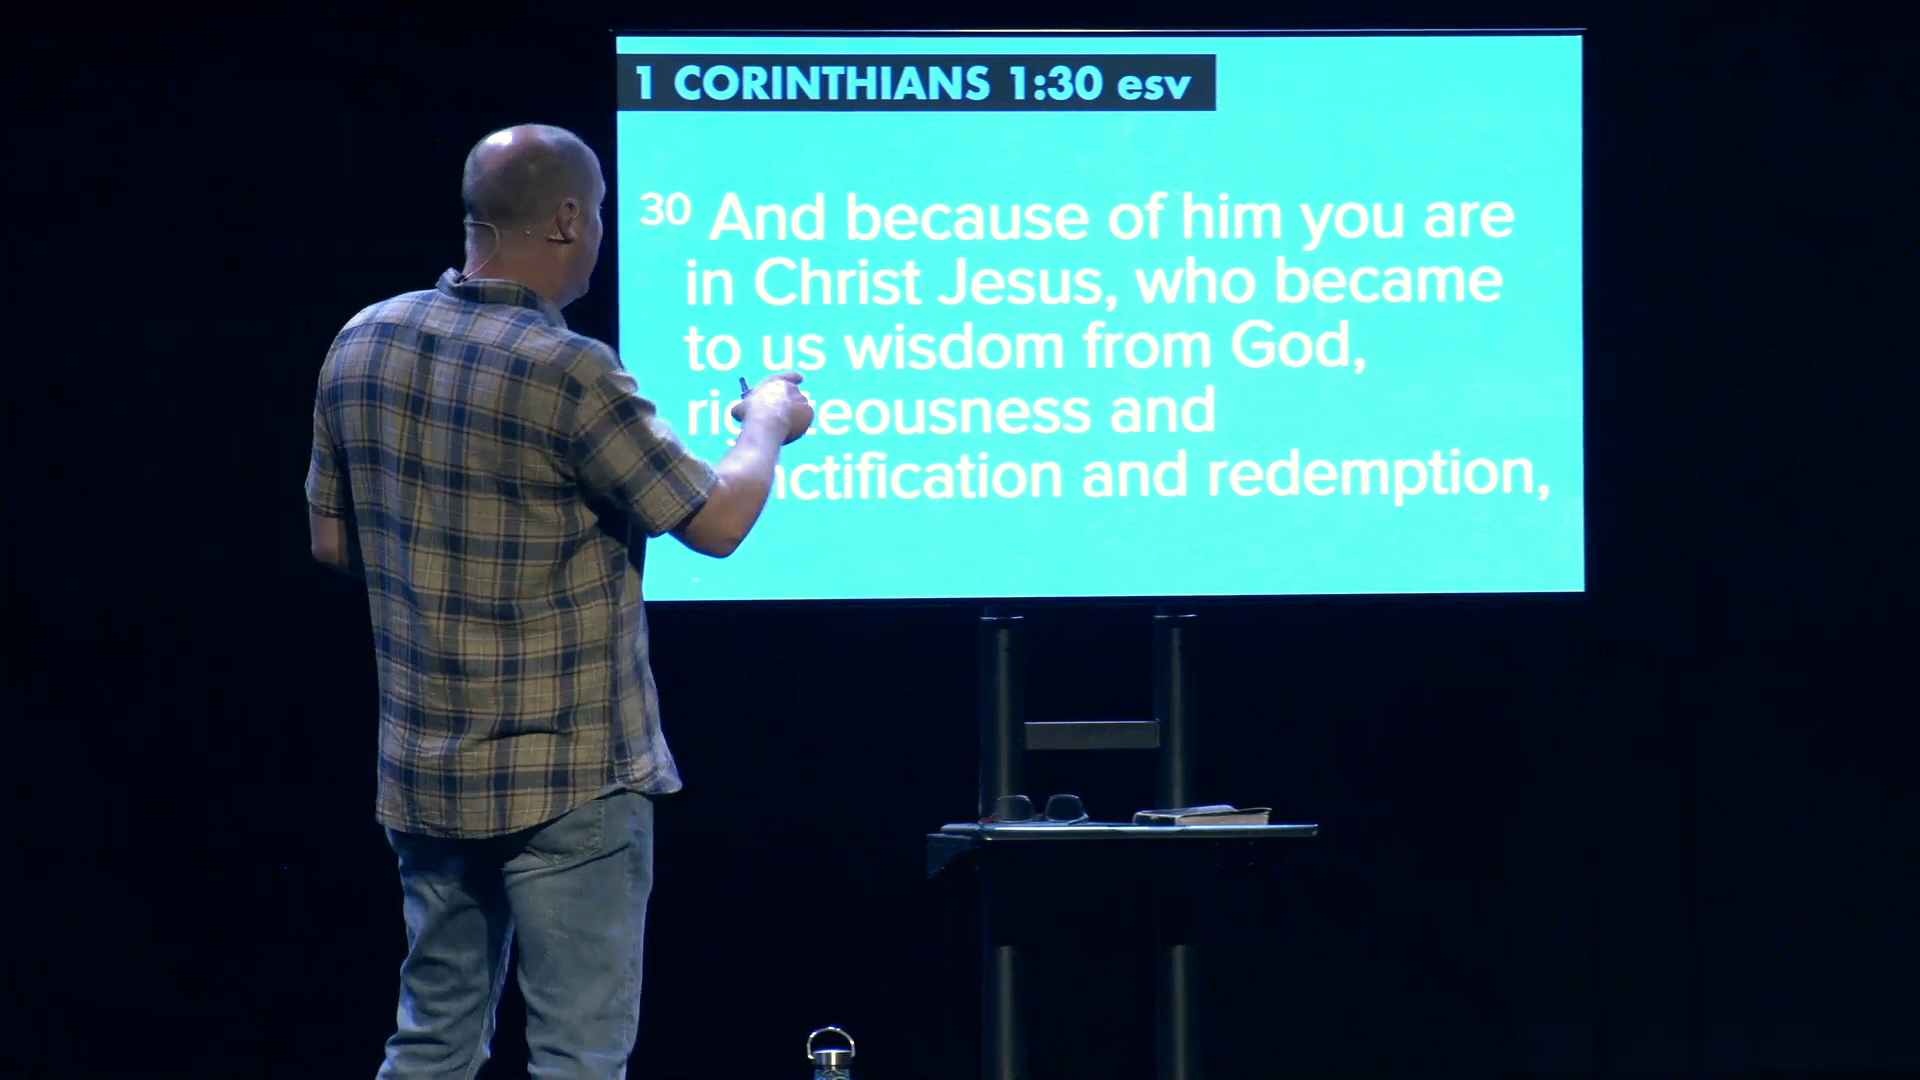 1 CORINTHIANS 1:30 esv
30 And because of him you are
in Christ Jesus, who became
to us wisdom from God,
and
and redemption,